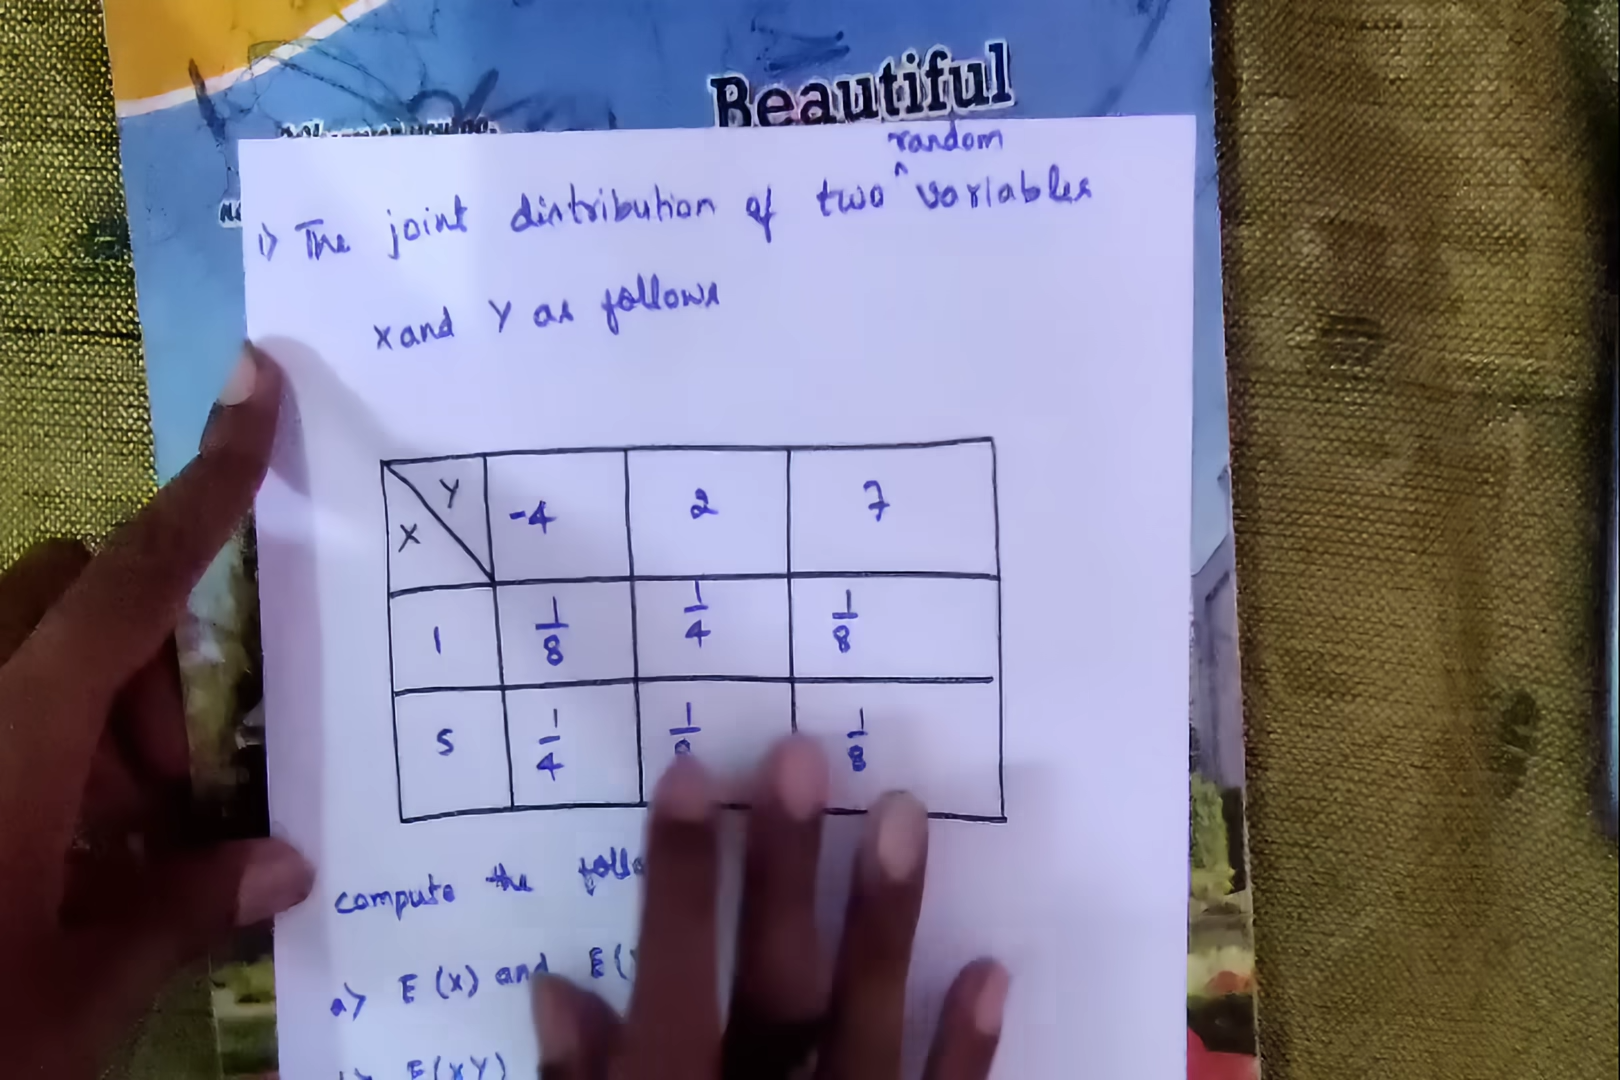 Beautiful
random
1) The joint distribution of two ^ variables
X and Y as follows
Y
X
-4 2 7
1 1/8 1/4 1/8
5 1/4 1/8
compute the
a) E(X) and
E(XY)